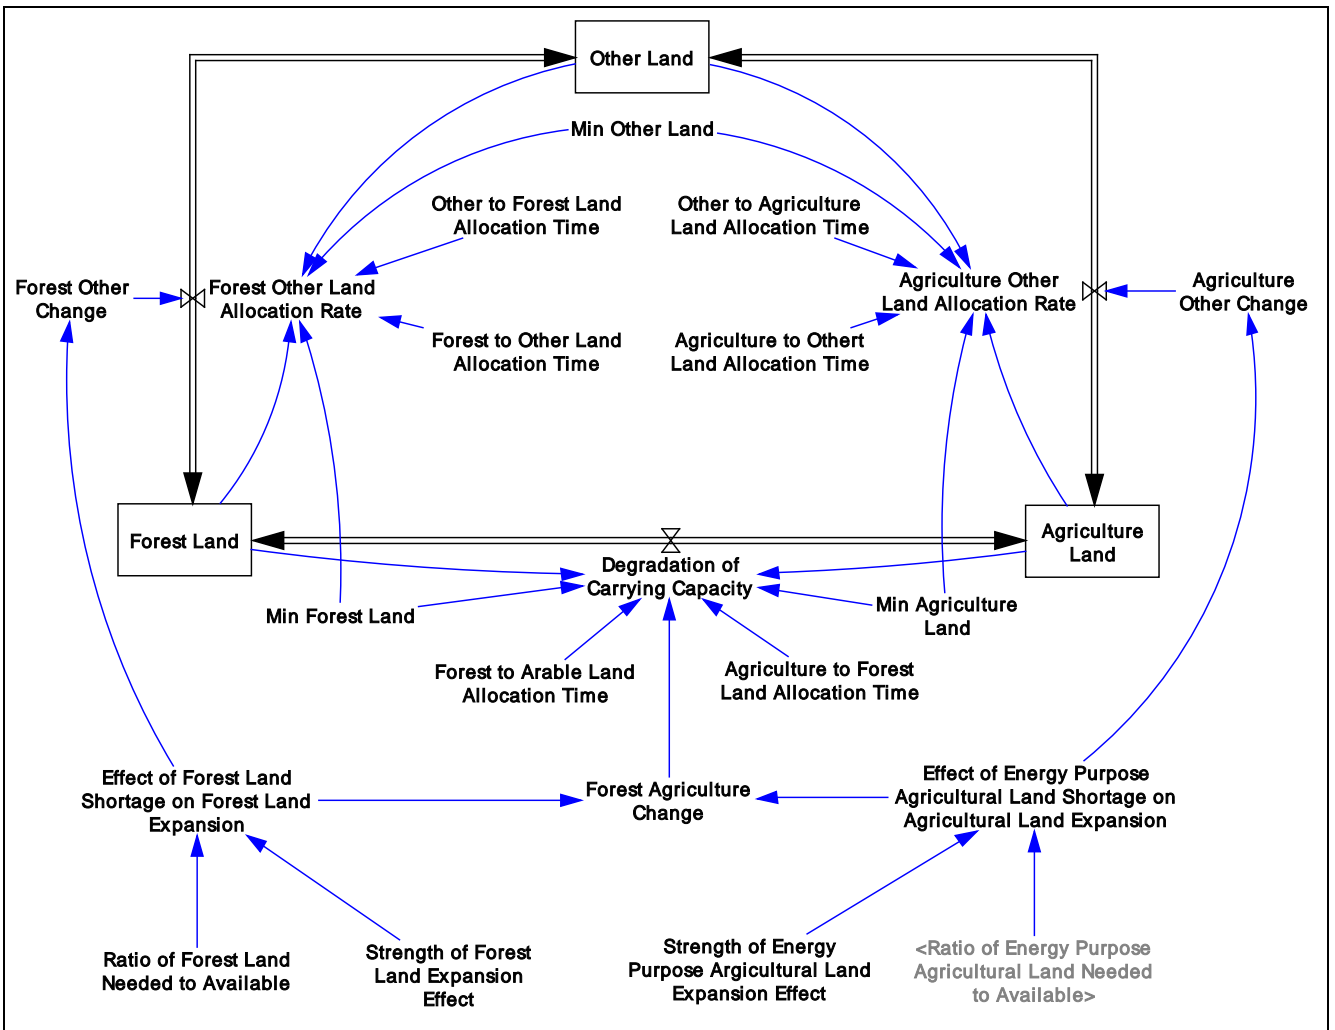 Other Land
Min Other Land
Other to Forest Land
Allocation Time
Other to Agriculture
Land Allocation Time
Forest Other
Change
Forest Other Land
Allocation Rate
Agriculture Other
Land Allocation Rate
Agriculture
Other Change
Forest to Other Land
Allocation Time
Agriculture to Othert
Land Allocation Time
Forest Land
Agriculture
Land
Degradation of
Carrying Capacity
Min Forest Land
Min Agriculture
Land
Forest to Arable Land
Allocation Time
Agriculture to Forest
Land Allocation Time
Effect of Forest Land
Shortage on Forest Land
Expansion
Forest Agriculture
Change
Effect of Energy Purpose
Agricultural Land Shortage on
Agricultural Land Expansion
Ratio of Forest Land
Needed to Available
Strength of Forest
Land Expansion
Effect
Strength of Energy
Purpose Argicultural Land
Expansion Effect
<Ratio of Energy Purpose
Agricultural Land Needed
to Available>